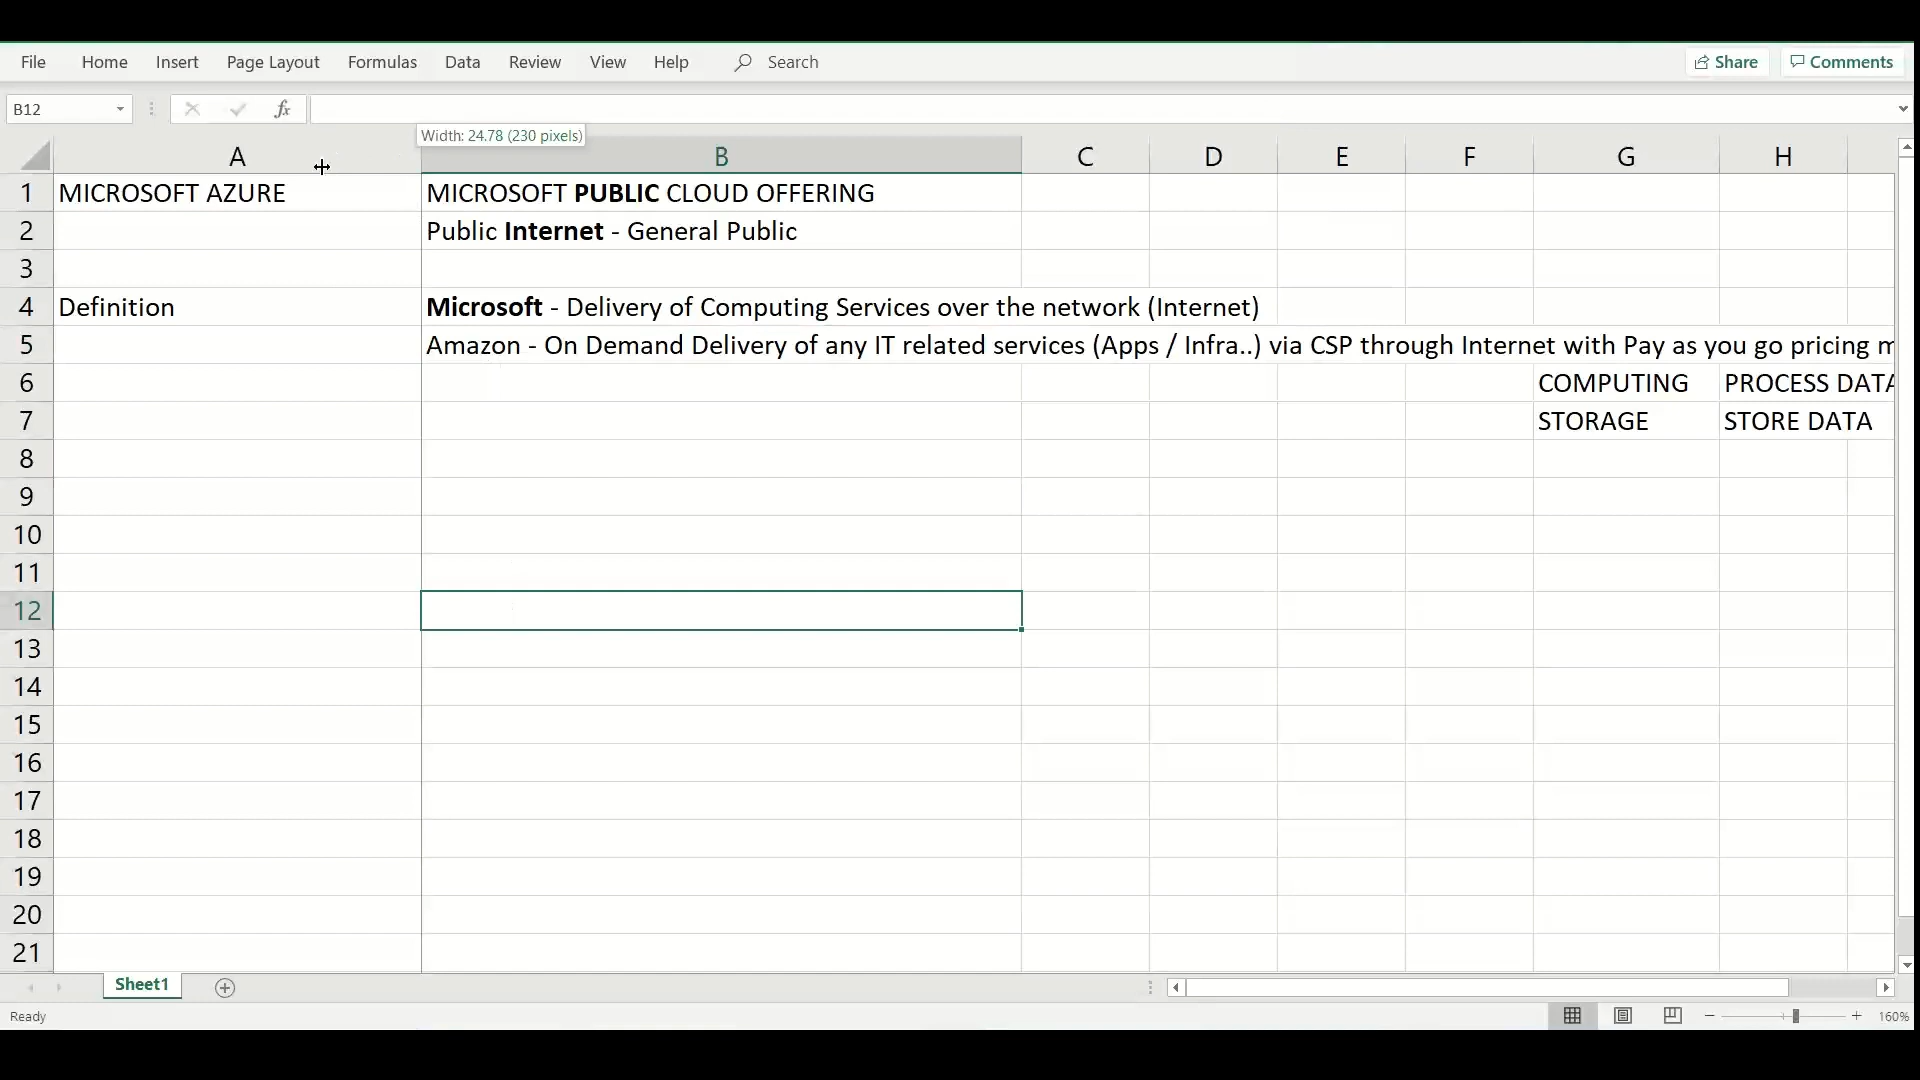 File Home Insert Page Layout Formulas Data Review View Help Search Share Comments
B12 fx
Width: 24.78 (230 pixels)
A B C D E F G H
1 MICROSOFT AZURE MICROSOFT PUBLIC CLOUD OFFERING
2 Public Internet - General Public
3
4 Definition Microsoft - Delivery of Computing Services over the network (Internet)
5 Amazon - On Demand Delivery of any IT related services (Apps / Infra..) via CSP through Internet with Pay as you go pricing
6 COMPUTING PROCESS DATA
7 STORAGE STORE DATA
8
9
10
11
12
13
14
15
16
17
18
19
20
21
Sheet1
Ready 160%